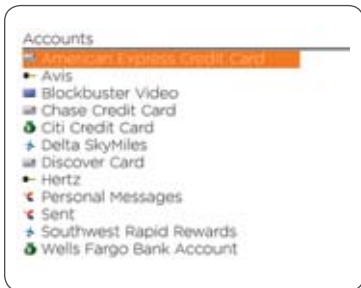 Accounts
American Express Credit Card
Avis
Blockbuster Video
Chase Credit Card
Citi Credit Card
Delta SkyMiles
Discover Card
Hertz
Personal Messages
Sent
Southwest Rapid Rewards
Wells Fargo Bank Account